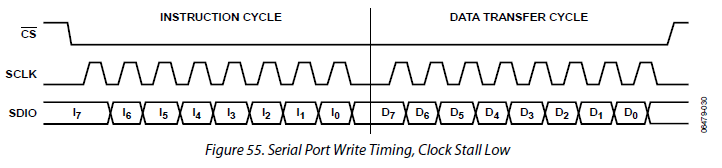 INSTRUCTION CYCLE DATA TRANSFER CYCLE
CS
SCLK
SDIO I7 I6 I5 I4 I3 I2 I1 I0 D7 D6 D5 D4 D3 D2 D1 D0
06479-030
Figure 55. Serial Port Write Timing, Clock Stall Low